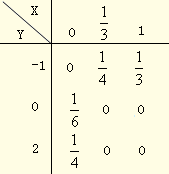 X
Y 0 1/3 1
-1 0 1/4 1/3
0 1/6 0 0
2 1/4 0 0